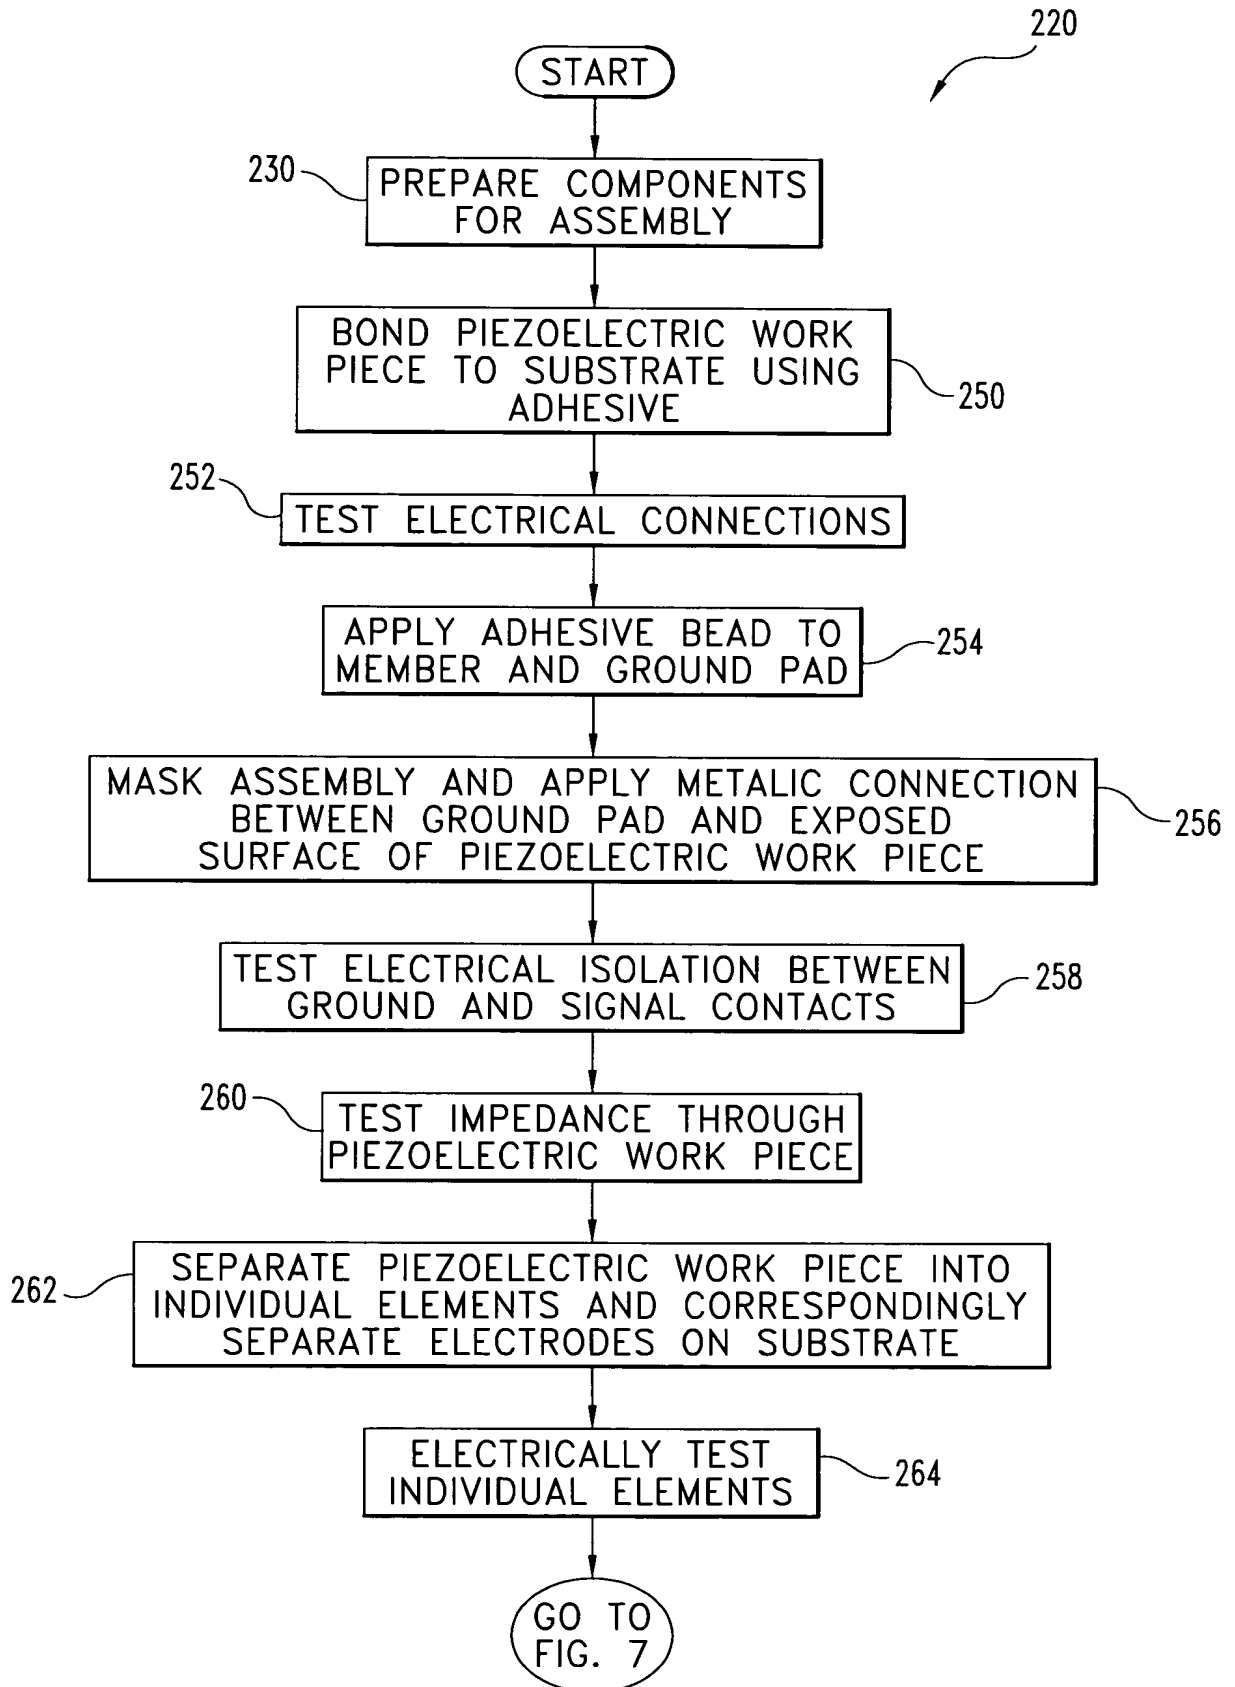 220
START
230
PREPARE COMPONENTS
FOR ASSEMBLY
BOND PIEZOELECTRIC WORK
PIECE TO SUBSTRATE USING
ADHESIVE
250
252
TEST ELECTRICAL CONNECTIONS
APPLY ADHESIVE BEAD TO
MEMBER AND GROUND PAD
254
MASK ASSEMBLY AND APPLY METALIC CONNECTION
BETWEEN GROUND PAD AND EXPOSED
SURFACE OF PIEZOELECTRIC WORK PIECE
256
TEST ELECTRICAL ISOLATION BETWEEN
GROUND AND SIGNAL CONTACTS
258
260
TEST IMPEDANCE THROUGH
PIEZOELECTRIC WORK PIECE
262
SEPARATE PIEZOELECTRIC WORK PIECE INTO
INDIVIDUAL ELEMENTS AND CORRESPONDINGLY
SEPARATE ELECTRODES ON SUBSTRATE
ELECTRICALLY TEST
INDIVIDUAL ELEMENTS
264
GO TO
FIG. 7